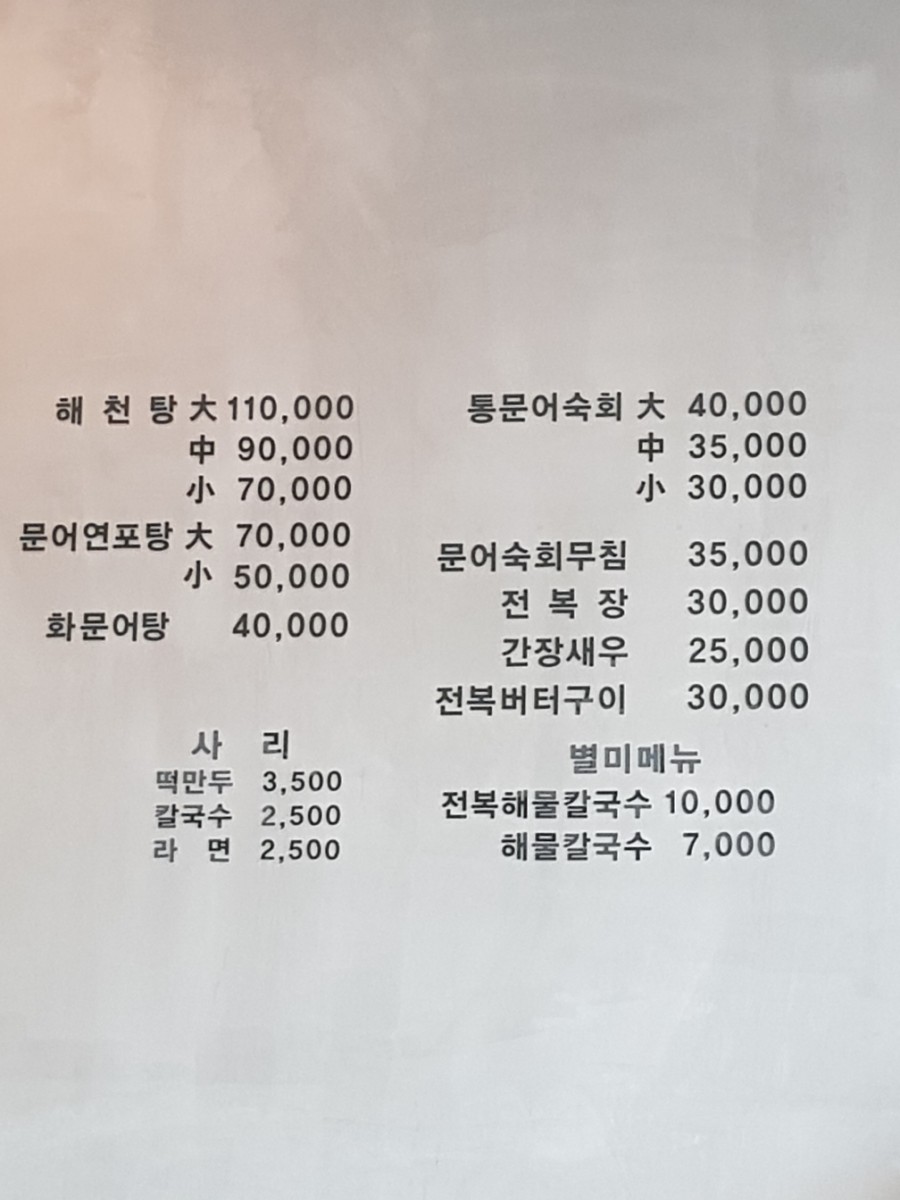 해 천 탕 大 110,000
中 90,000
小 70,000
문어연포탕 大 70,000
小 50,000
화문어탕 40,000
사 리
떡만두 3,500
칼국수 2,500
라 면 2,500
통문어숙회 大 40,000
中 35,000
小 30,000
문어숙회무침 35,000
전 복 장 30,000
간장새우 25,000
전복버터구이 30,000
별미메뉴
전복해물칼국수 10,000
해물칼국수 7,000